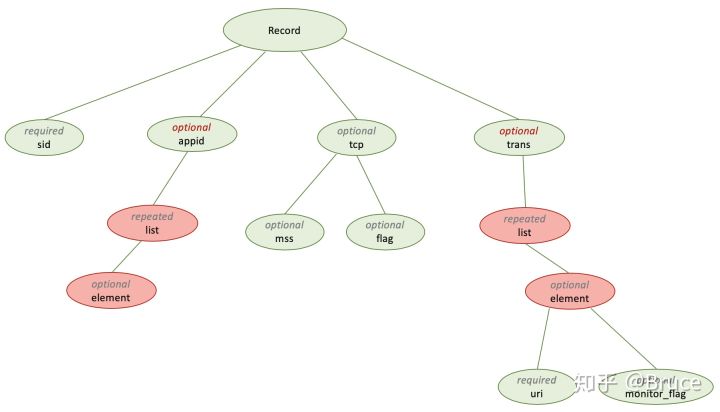 Record
required
sid
optional
appid
optional
tcp
optional
trans
repeated
list
optional
mss
optional
flag
repeated
list
optional
element
optional
element
required
uri
optional
monitor_flag
知乎 @Bruce